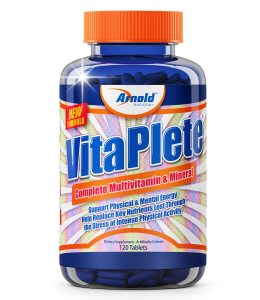 Arnold
NUTRITION
NEW
FORMULA
VitaPlete
Complete Multivitamin & Mineral
Support Physical & Mental Energy
Help Replace Key Nutrients Lost Through
the Stress of Intense Physical Activity
Dietary Supplement - Artificially Colored
120 Tablets